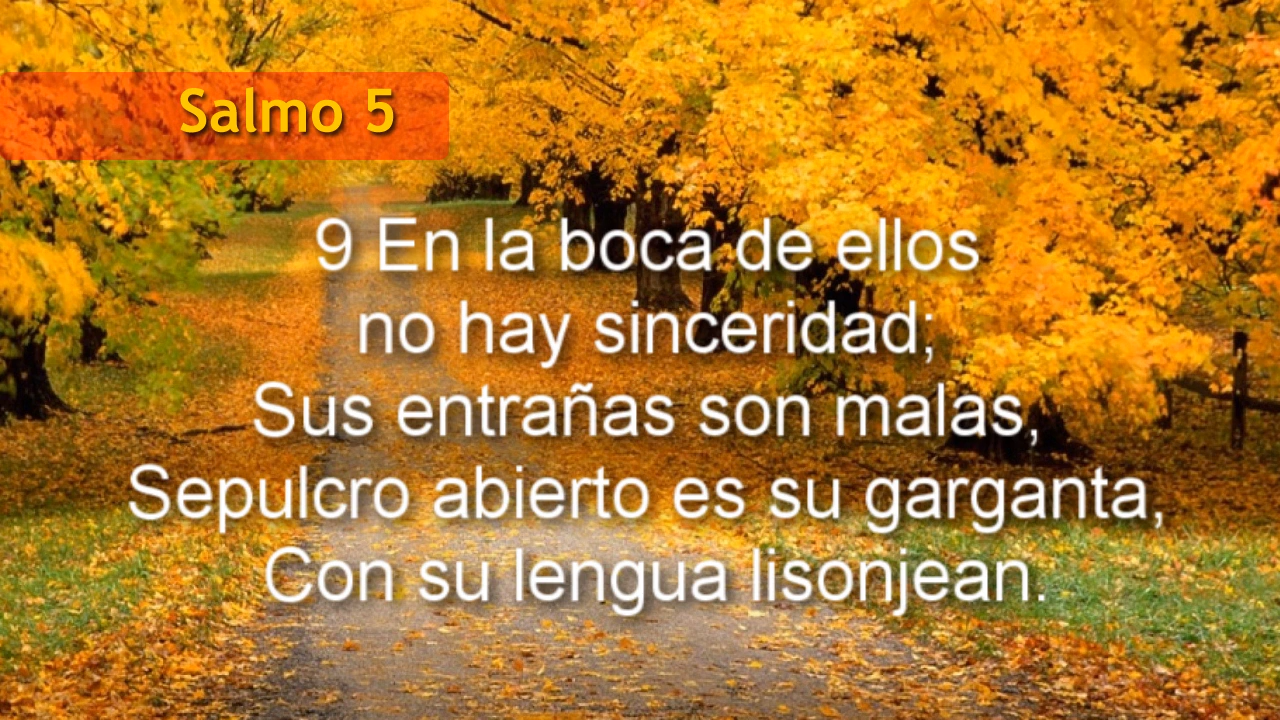 Salmo 5
9 En la boca de ellos
no hay sinceridad;
Sus entrañas son malas,
Sepulcro abierto es su garganta,
Con su lengua lisonjean.